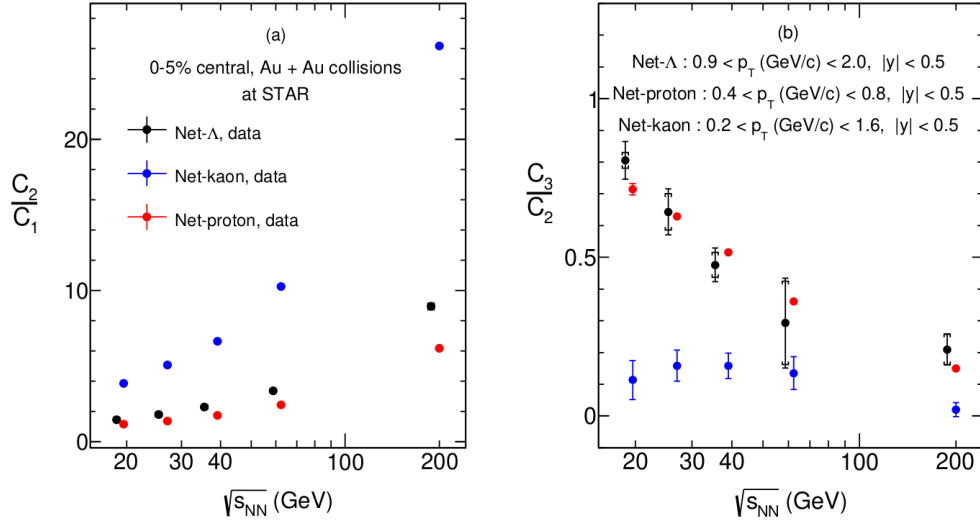 (a)
0-5% central, Au + Au collisions
at STAR
Net-Λ, data
Net-kaon, data
Net-proton, data
C2/C1
20
10
0
20 30 40 100 200
√sNN (GeV)
(b)
Net-Λ : 0.9 < pT (GeV/c) < 2.0, |y| < 0.5
Net-proton : 0.4 < pT (GeV/c) < 0.8, |y| < 0.5
Net-kaon : 0.2 < pT (GeV/c) < 1.6, |y| < 0.5
C3/C2
1
0.5
0
20 30 40 100 200
√sNN (GeV)